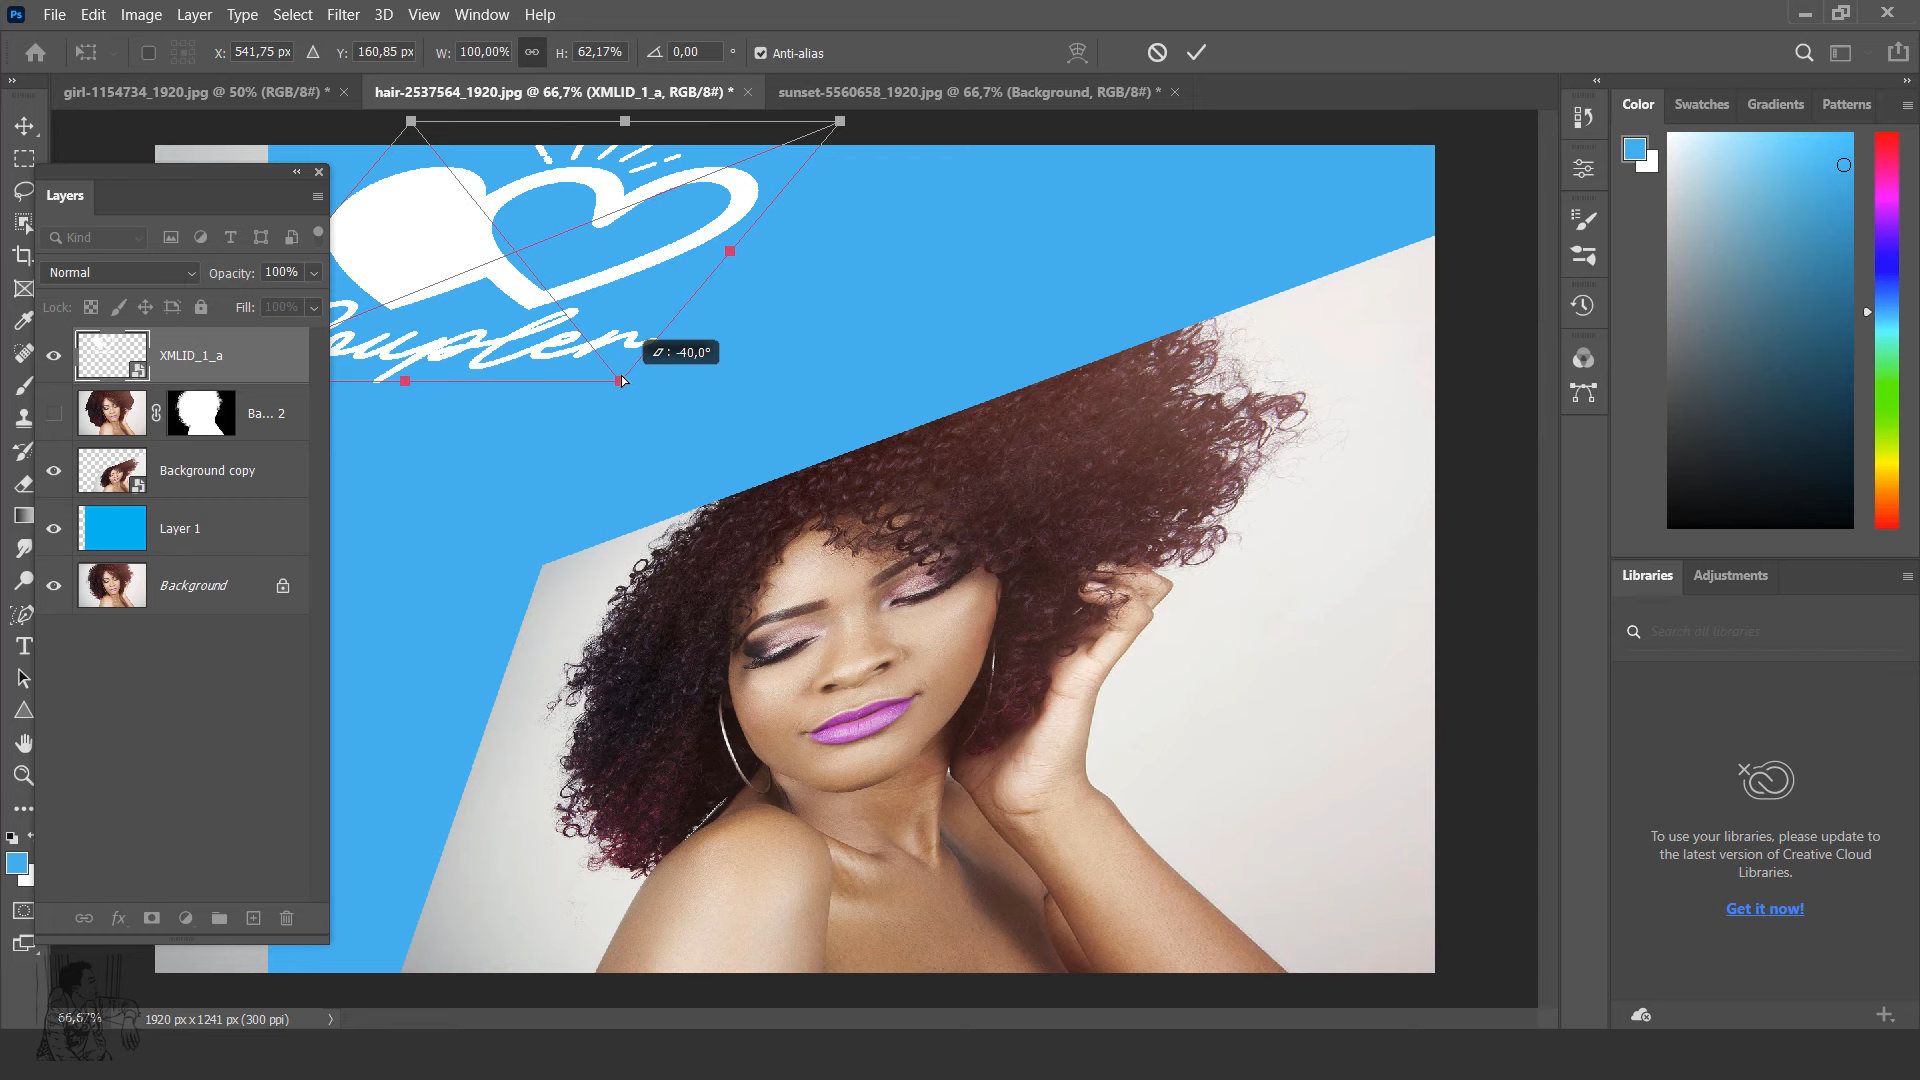 Ps File Edit Image Layer Type Select Filter 3D View Window Help
X: 541,75 px Y: 160,85 px W: 100,00% H: 62,17% 0,00 ° Anti-alias
girl-1154734_1920.jpg @ 50% (RGB/8#) * hair-2537564_1920.jpg @ 66,7% (XMLID_1_a, RGB/8#) * sunset-5560658_1920.jpg @ 66,7% (Background, RGB/8#) *
Color Swatches Gradients Patterns
Layers
Kind
Normal Opacity: 100%
Lock: Fill: 100%
XMLID_1_a
Ba... 2
Background copy
Layer 1
Background
: -40,0°
Libraries Adjustments
Search all libraries
To use your libraries, please update to
the latest version of Creative Cloud
Libraries.
Get it now!
66,67% 1920 px x 1241 px (300 ppi)